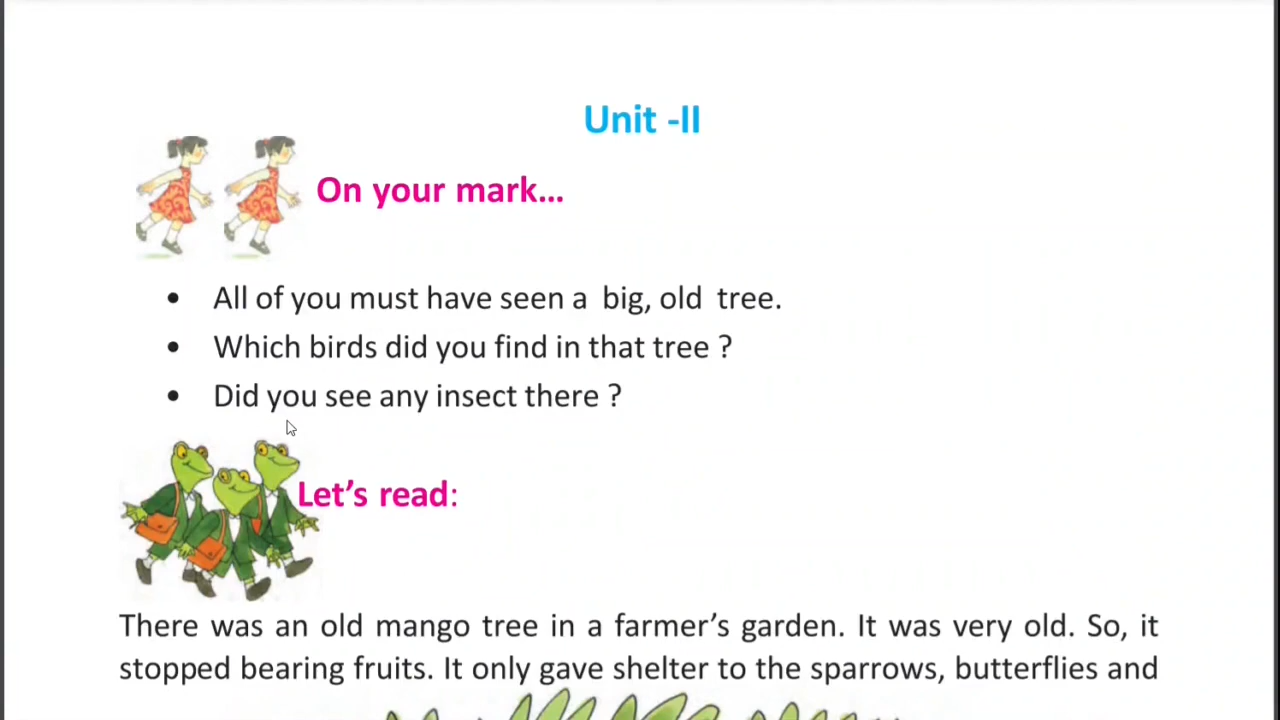 Unit -II
On your mark...
• All of you must have seen a big, old tree.
• Which birds did you find in that tree ?
• Did you see any insect there ?
Let's read:
There was an old mango tree in a farmer's garden. It was very old. So, it
stopped bearing fruits. It only gave shelter to the sparrows, butterflies and